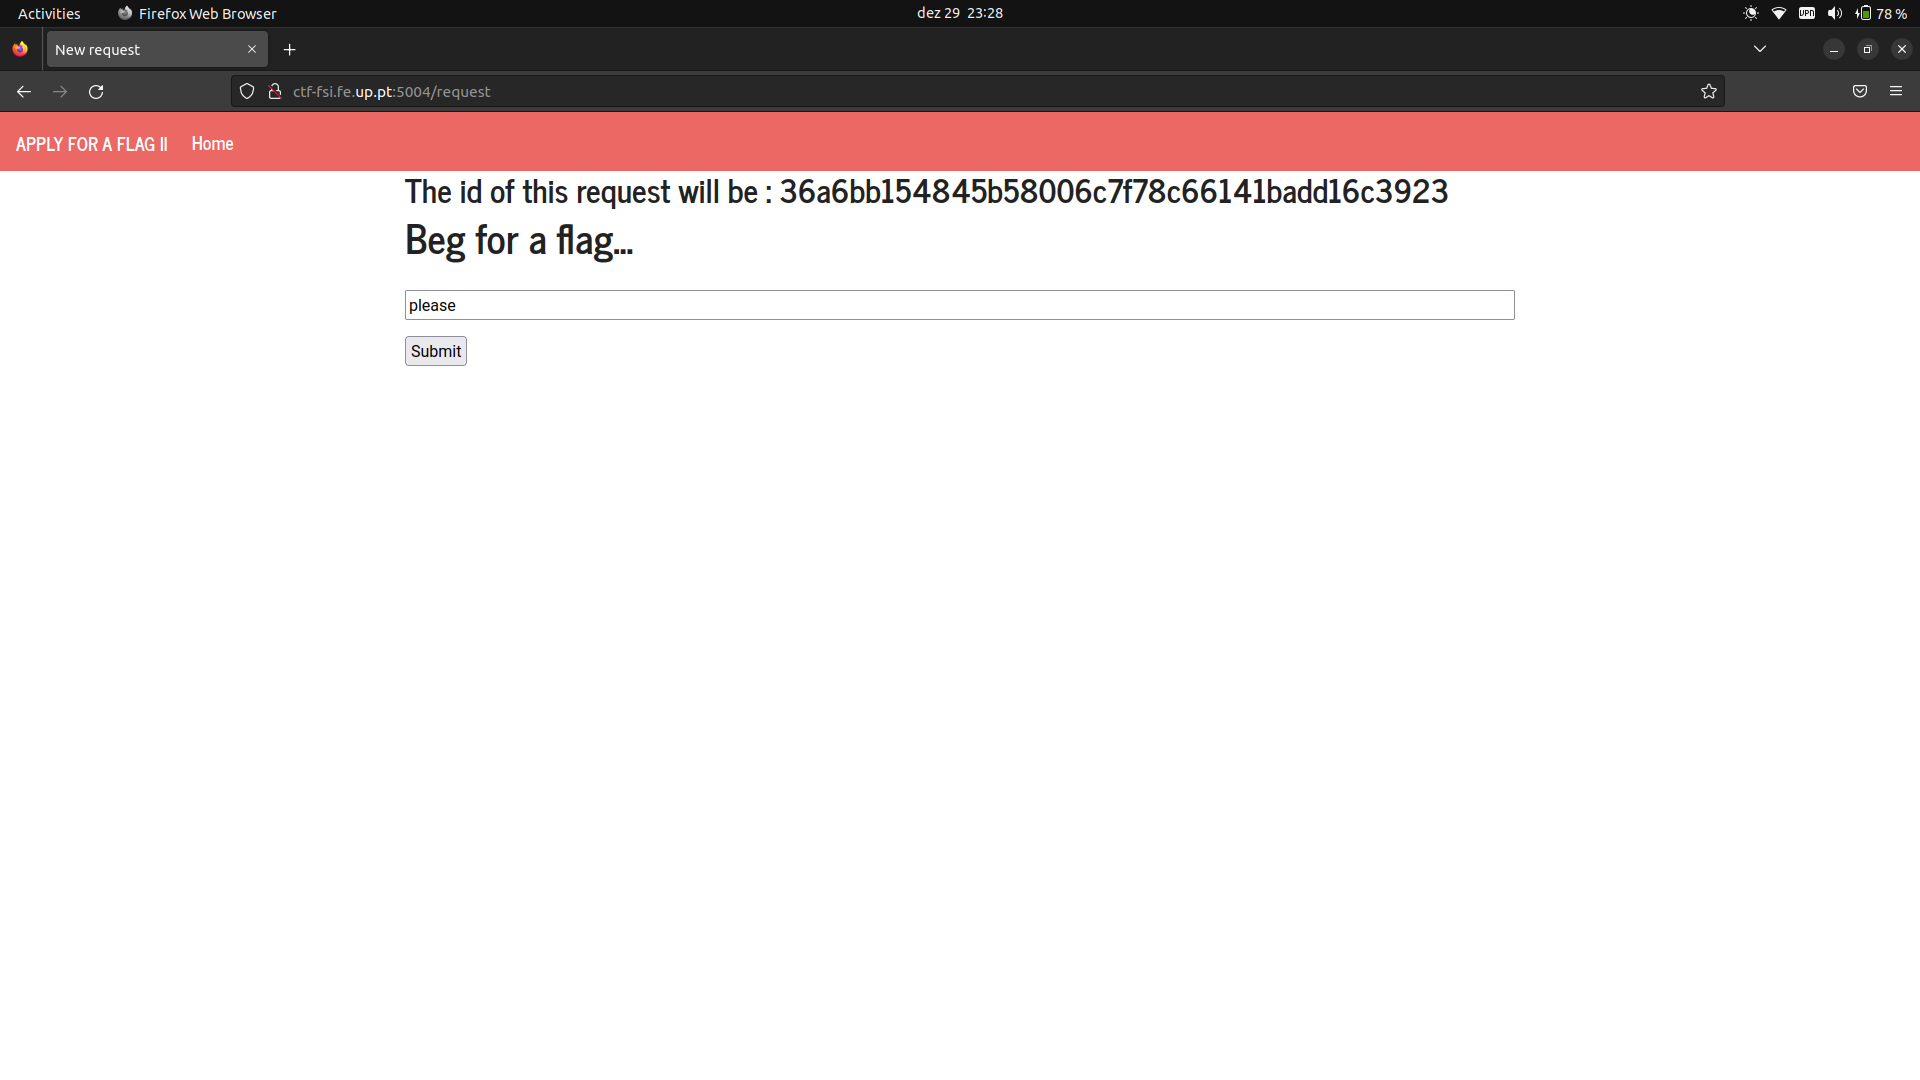 Activities Firefox Web Browser dez 29 23:28 VPN 78 %
New request
ctf-fsi.fe.up.pt:5004/request
APPLY FOR A FLAG II Home
The id of this request will be : 36a6bb154845b58006c7f78c66141badd16c3923
Beg for a flag...
please
Submit